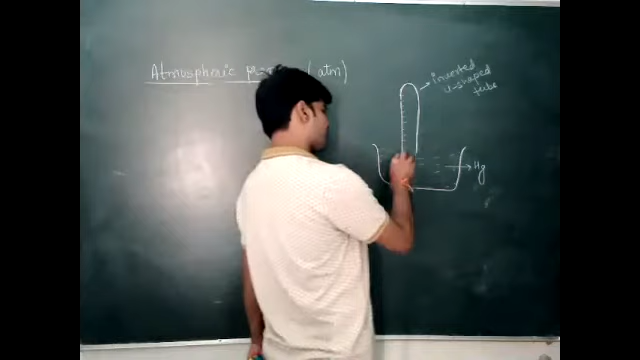 Atmospheric (atm)
inverted
u-shaped
tube
Hg